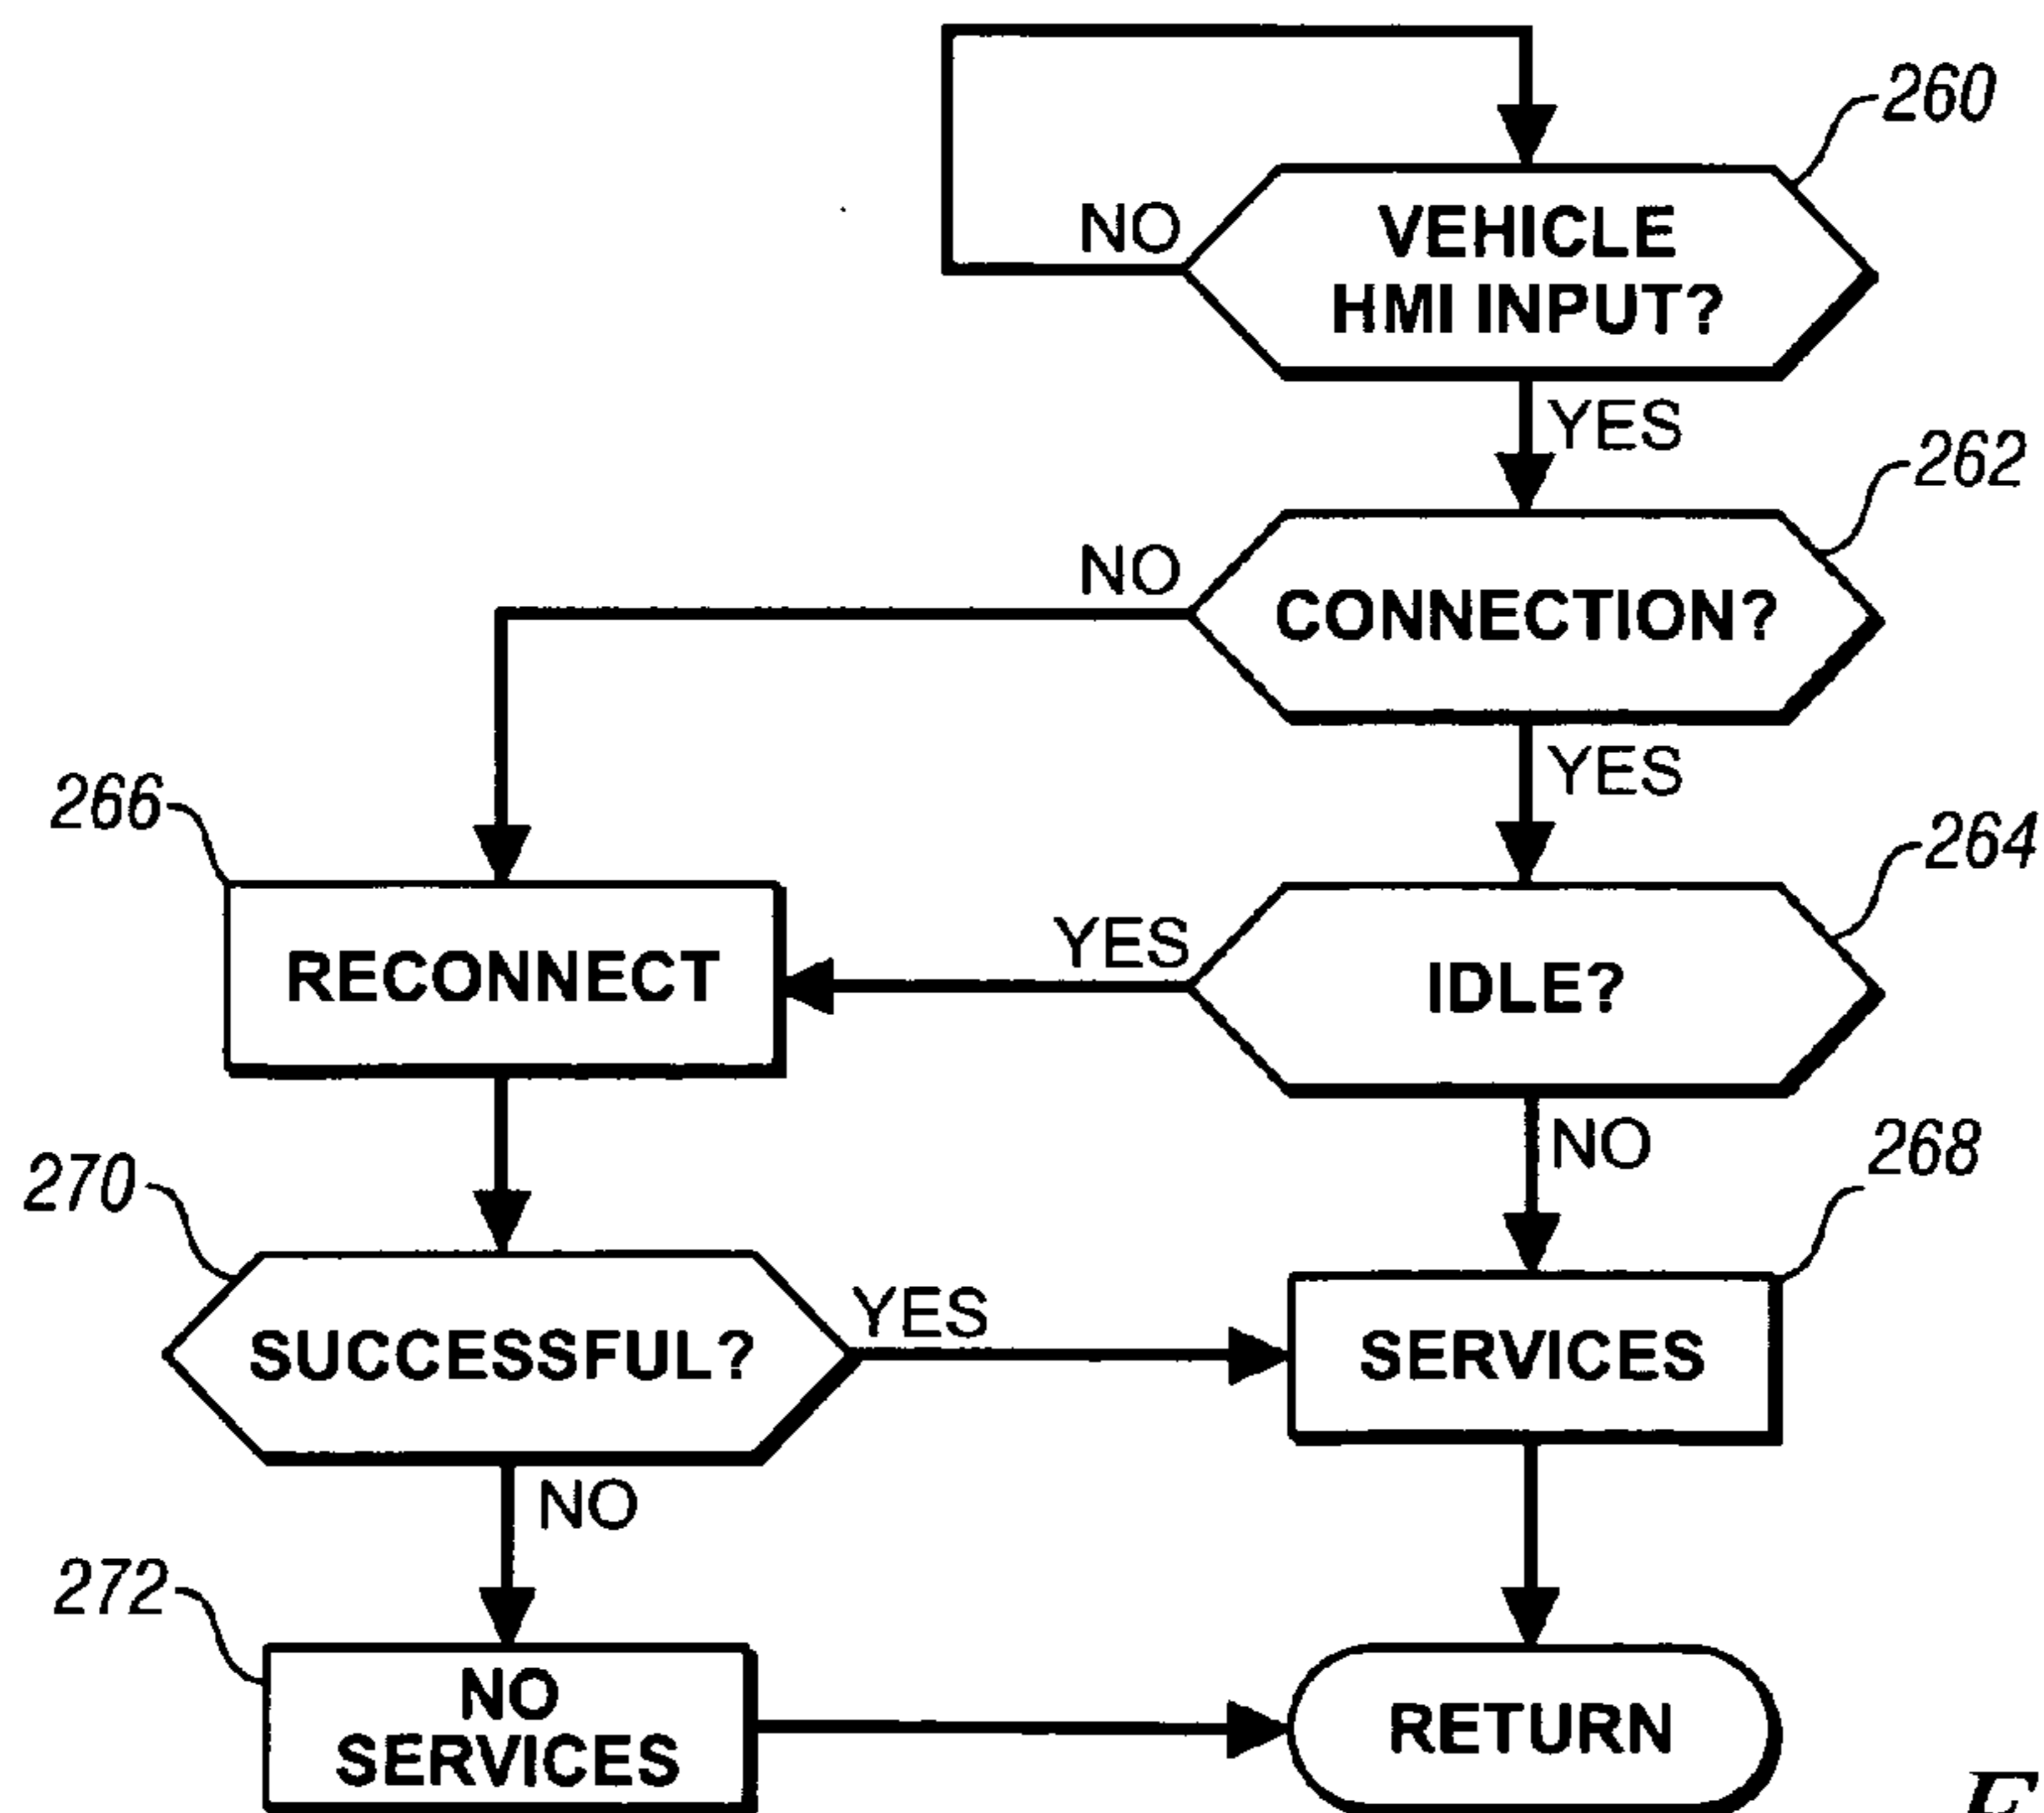 260
VEHICLE
HMI INPUT?
NO
YES
262
NO
CONNECTION?
YES
266
264
RECONNECT
YES
IDLE?
NO
268
270
SUCCESSFUL?
YES
SERVICES
NO
272
NO
SERVICES
RETURN